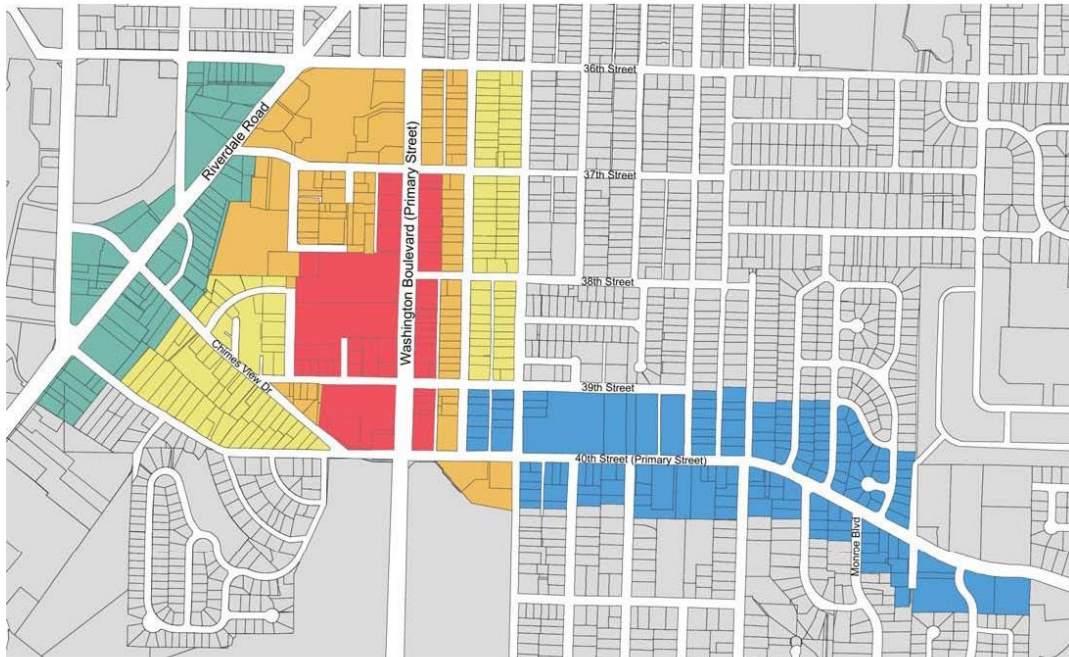 36th Street
Riverdale Road
Washington Boulevard (Primary Street)
37th Street
38th Street
Chimes View Dr
39th Street
40th Street (Primary Street)
Monroe Blvd